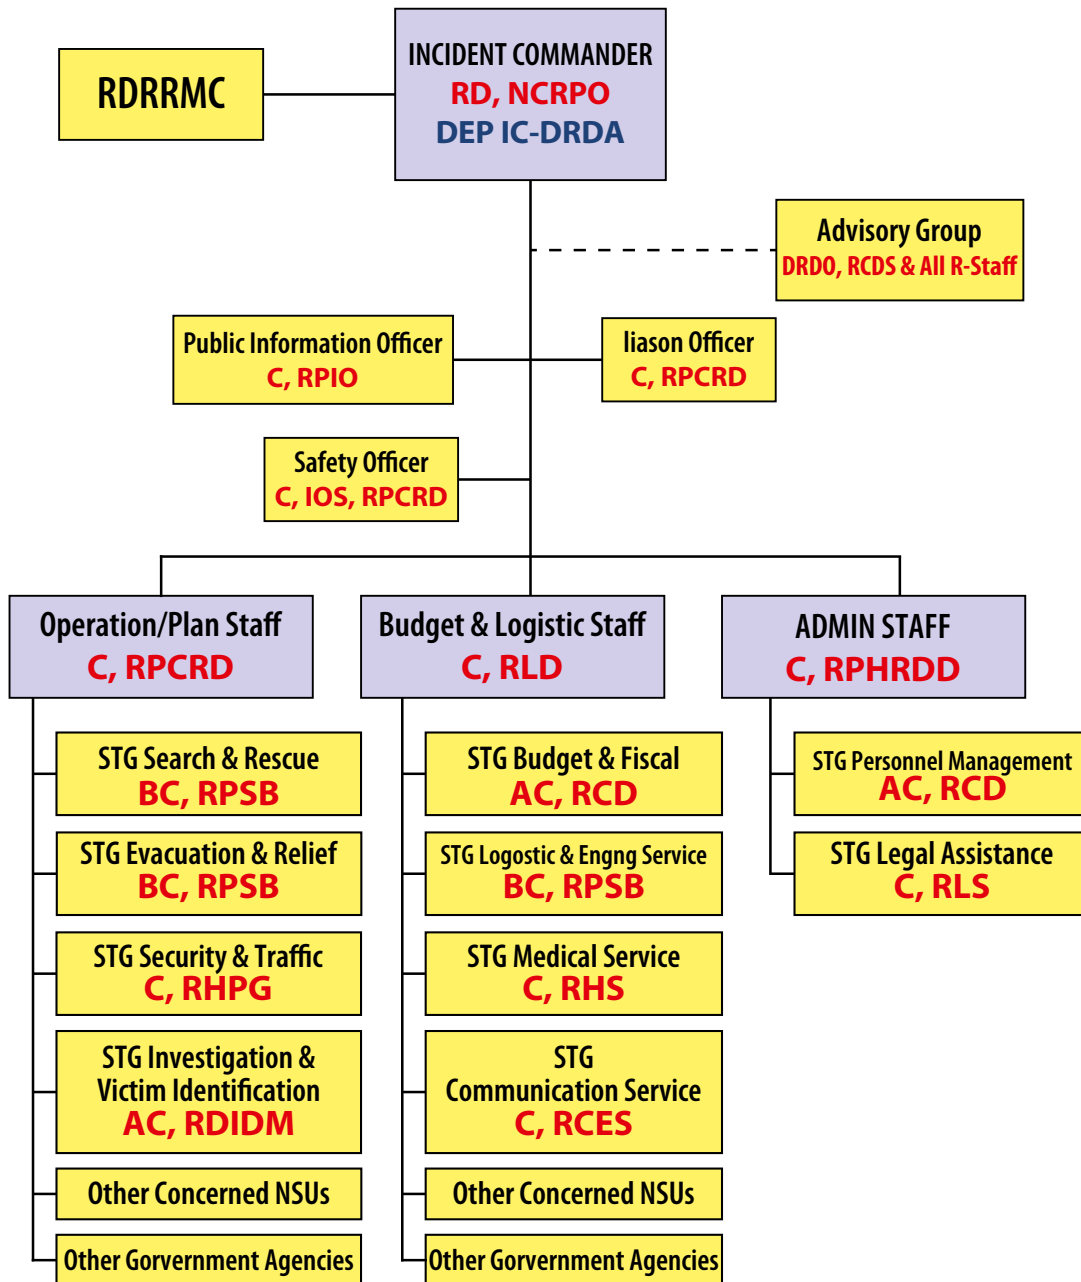 INCIDENT COMMANDER
RD, NCRPO
DEP IC-DRDA
RDRRMC
Advisory Group
DRDO, RCDS & All R-Staff
Public Information Officer
C, RPIO
liason Officer
C, RPCRD
Safety Officer
C, IOS, RPCRD
Operation/Plan Staff
C, RPCRD
STG Search & Rescue
BC, RPSB
STG Evacuation & Relief
BC, RPSB
STG Security & Traffic
C, RHPG
STG Investigation &
Victim Identification
AC, RDIDM
Other Concerned NSUs
Other Gorvernment Agencies
Budget & Logistic Staff
C, RLD
STG Budget & Fiscal
AC, RCD
STG Logostic & Engng Service
BC, RPSB
STG Medical Service
C, RHS
STG
Communication Service
C, RCES
Other Concerned NSUs
Other Gorvernment Agencies
ADMIN STAFF
C, RPHRDD
STG Personnel Management
AC, RCD
STG Legal Assistance
C, RLS